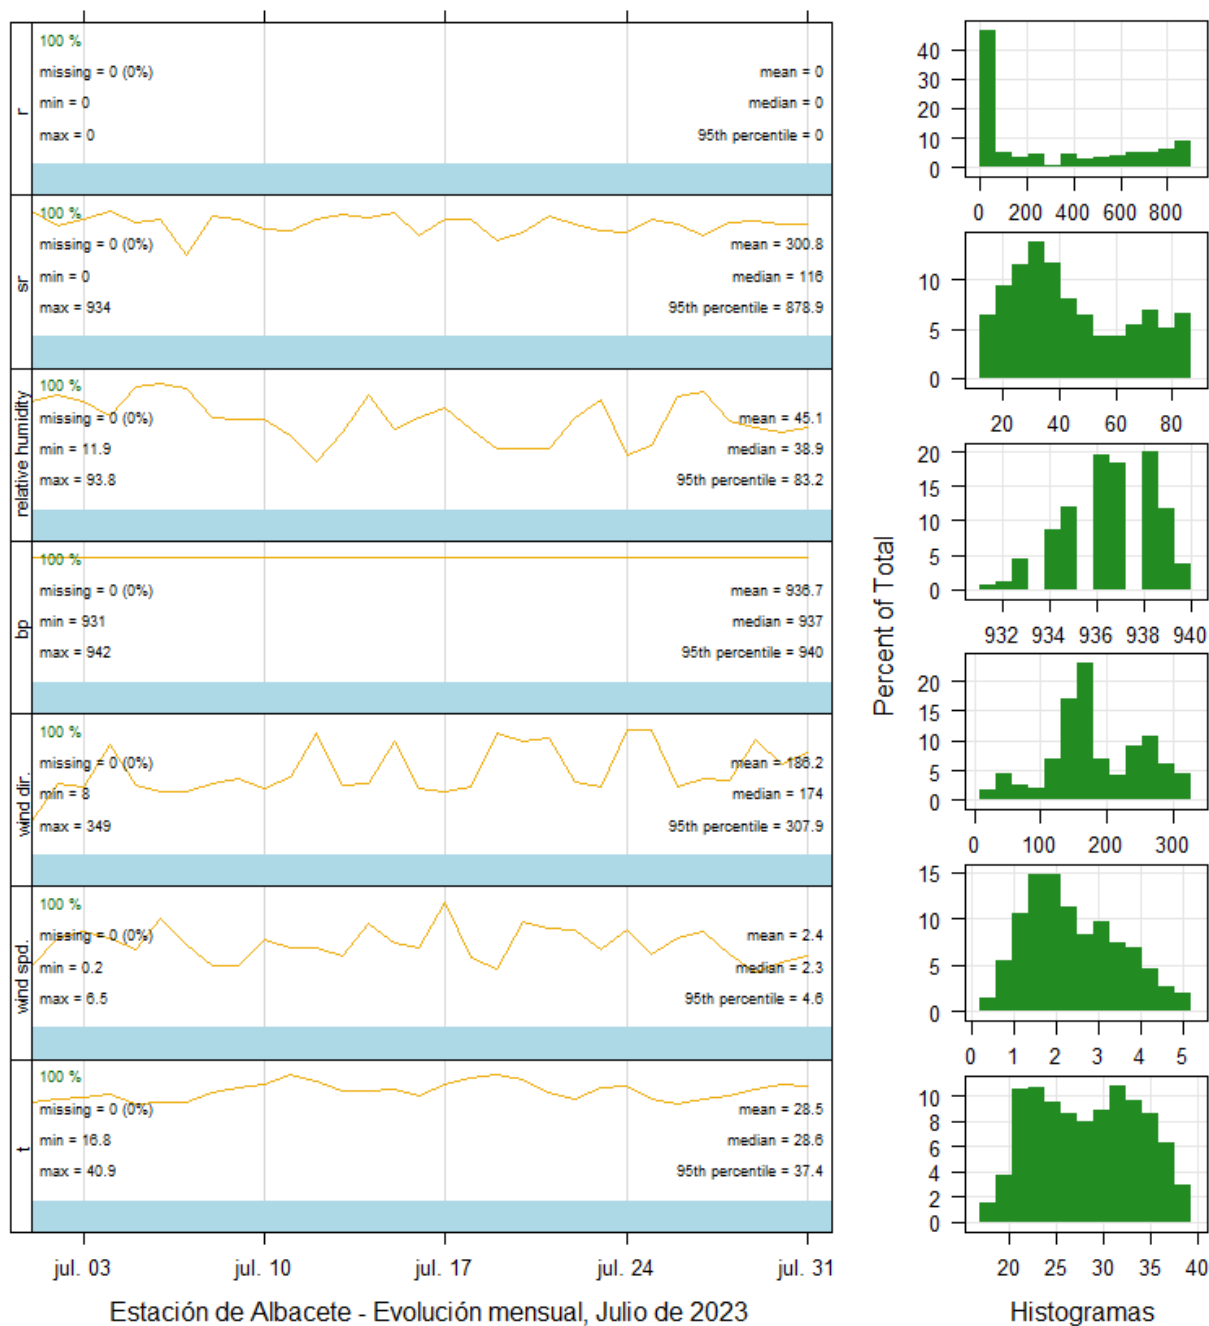 r
100 %
missing = 0 (0%)
min = 0
max = 0
mean = 0
median = 0
95th percentile = 0
sr
100 %
missing = 0 (0%)
min = 0
max = 934
mean = 300.8
median = 116
95th percentile = 878.9
relative humidity
100 %
missing = 0 (0%)
min = 11.9
max = 93.8
mean = 45.1
median = 38.9
95th percentile = 83.2
bp
100 %
missing = 0 (0%)
min = 931
max = 942
mean = 936.7
median = 937
95th percentile = 940
wind dir.
100 %
missing = 0 (0%)
min = 8
max = 349
mean = 186.2
median = 174
95th percentile = 307.9
wind spd.
100 %
missing = 0 (0%)
min = 0.2
max = 6.5
mean = 2.4
median = 2.3
95th percentile = 4.6
t
100 %
missing = 0 (0%)
min = 16.8
max = 40.9
mean = 28.5
median = 28.6
95th percentile = 37.4
jul. 03 jul. 10 jul. 17 jul. 24 jul. 31
Estación de Albacete - Evolución mensual, Julio de 2023
Percent of Total
40
30
20
10
0
0 200 400 600 800
10
5
0
20 40 60 80
20
15
10
5
0
932 934 936 938 940
20
15
10
5
0
0 100 200 300
15
10
5
0
0 1 2 3 4 5
10
8
6
4
2
0
20 25 30 35 40
Histogramas